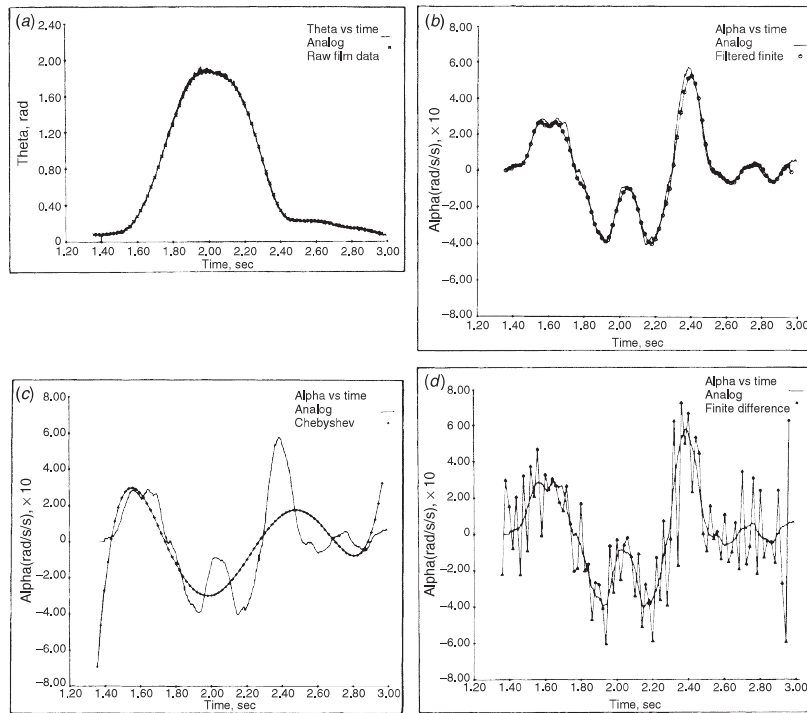 (a)
Theta vs time
Analog
Raw film data
2.40
2.00
1.60
1.20
0.80
0.40
0
Theta, rad
1.20 1.40 1.60 1.80 2.00 2.20 2.40 2.60 2.80 3.00
Time, sec
(b)
Alpha vs time
Analog
Filtered finite
8.00
6.00
4.00
2.00
0
−2.00
−4.00
−6.00
−8.00
Alpha(rad/s/s), × 10
1.20 1.40 1.60 1.80 2.00 2.20 2.40 2.60 2.80 3.00
Time, sec
(c)
Alpha vs time
Analog
Chebyshev
8.00
6.00
4.00
2.00
0
−2.00
−4.00
−6.00
−8.00
Alpha(rad/s/s), × 10
1.20 1.40 1.60 1.80 2.00 2.20 2.40 2.60 2.80 3.00
Time, sec
(d)
Alpha vs time
Analog
Finite difference
8.00
6.00
4.00
2.00
0
−2.00
−4.00
−6.00
−8.00
Alpha(rad/s/s), × 10
1.20 1.40 1.60 1.80 2.00 2.20 2.40 2.60 2.80 3.00
Time, sec